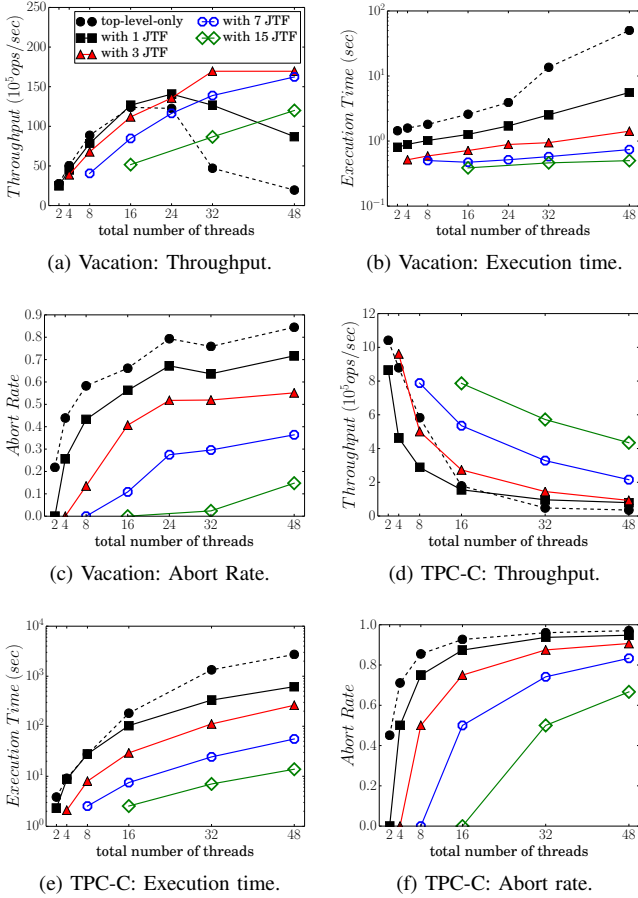 250
200
150
100
50
0
Throughput (10^5 ops/sec)
top-level-only
with 1 JTF
with 3 JTF
with 7 JTF
with 15 JTF
2 4 8 16 24 32 48
total number of threads
(a) Vacation: Throughput.
10^2
10^1
10^0
10^-1
Execution Time (sec)
2 4 8 16 24 32 48
total number of threads
(b) Vacation: Execution time.
0.9
0.8
0.7
0.6
0.5
0.4
0.3
0.2
0.1
0.0
Abort Rate
2 4 8 16 24 32 48
total number of threads
(c) Vacation: Abort Rate.
12
10
8
6
4
2
0
Throughput (10^5 ops/sec)
2 4 8 16 32 48
total number of threads
(d) TPC-C: Throughput.
10^4
10^3
10^2
10^1
10^0
Execution Time (sec)
2 4 8 16 32 48
total number of threads
(e) TPC-C: Execution time.
1.0
0.8
0.6
0.4
0.2
0.0
Abort Rate
2 4 8 16 32 48
total number of threads
(f) TPC-C: Abort rate.